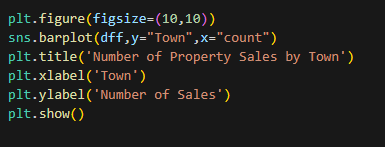 plt.figure(figsize=(10,10))
sns.barplot(dff,y="Town",x="count")
plt.title('Number of Property Sales by Town')
plt.xlabel('Town')
plt.ylabel('Number of Sales')
plt.show()